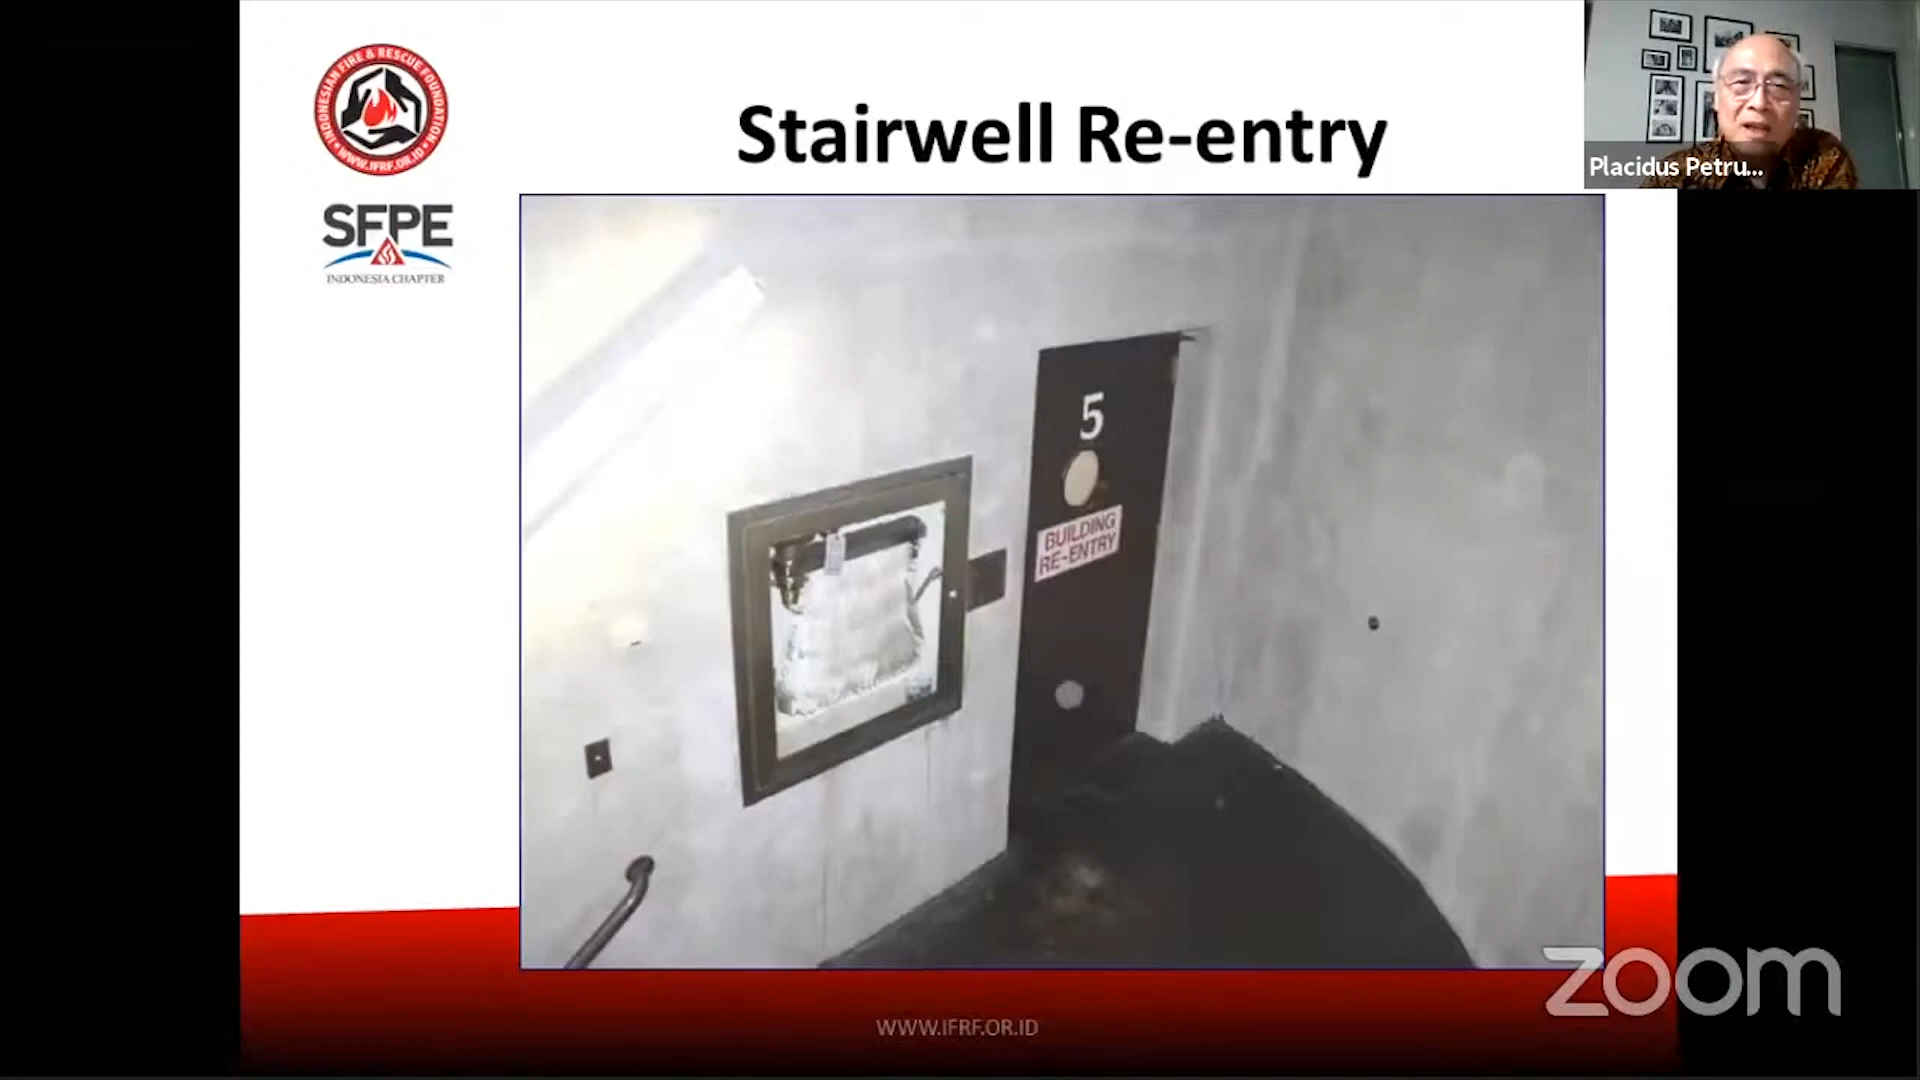 INDONESIAN FIRE & RESCUE FOUNDATION
WWW.IFRF.OR.ID
SFPE
INDONESIA CHAPTER
Stairwell Re-entry
Placidus Petru...
5
BUILDING
RE-ENTRY
zoom
WWW.IFRF.OR.ID